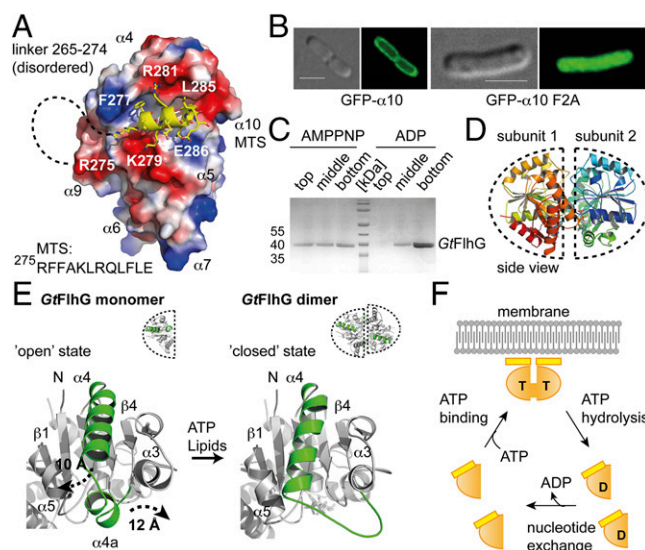 A
linker 265-274
(disordered)
α4
R281
L285
F277
α10
MTS
R275
K279
E286
α5
α9
α6
MTS:
275RFFAKLRQLFLE
α7
B
GFP-α10
GFP-α10 F2A
C
AMPPNP
ADP
top
middle
bottom
[kDa]
top
middle
bottom
55
40
35
GtFlhG
D
subunit 1
subunit 2
side view
E
GtFlhG monomer
GtFlhG dimer
'open' state
'closed' state
α4
α4
N
N
β4
β4
β1
β1
α3
α3
ATP
Lipids
10 Å
α5
α5
12 Å
α4a
F
membrane
T
T
ATP
binding
ATP
hydrolysis
ATP
ADP
D
D
nucleotide
exchange